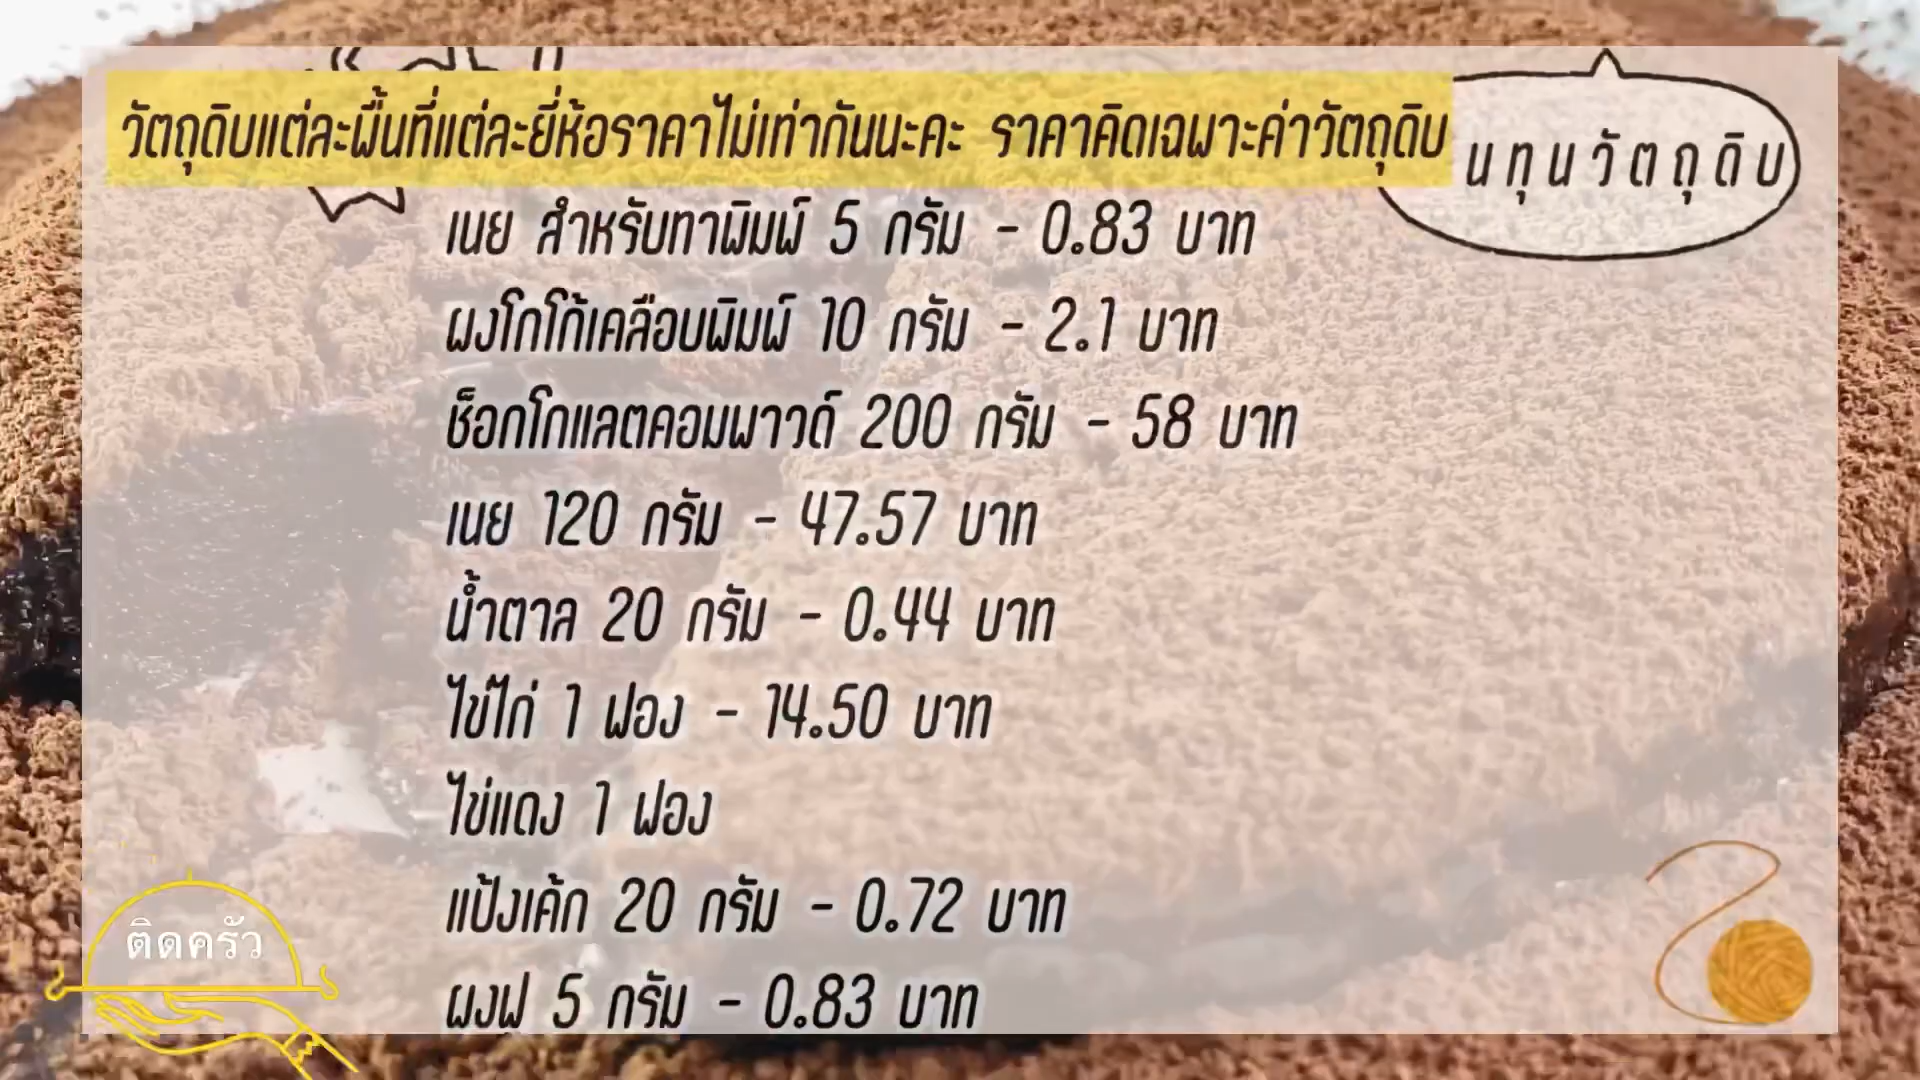 วัตถุดิบแต่ละพื้นที่แต่ละยี่ห้อราคาไม่เท่ากันนะคะ ราคาคิดเฉพาะค่าวัตถุดิบ
นทุนวัตถุดิบ
เนย สำหรับทาพิมพ์ 5 กรัม - 0.83 บาท
ผงโกโก้เคลือบพิมพ์ 10 กรัม - 2.1 บาท
ช็อกโกแลตคอมพาวด์ 200 กรัม - 58 บาท
เนย 120 กรัม - 47.57 บาท
น้ำตาล 20 กรัม - 0.44 บาท
ไข่ไก่ 1 ฟอง - 14.50 บาท
ไข่แดง 1 ฟอง
แป้งเค้ก 20 กรัม - 0.72 บาท
ผงฟู 5 กรัม - 0.83 บาท
ติดครัว